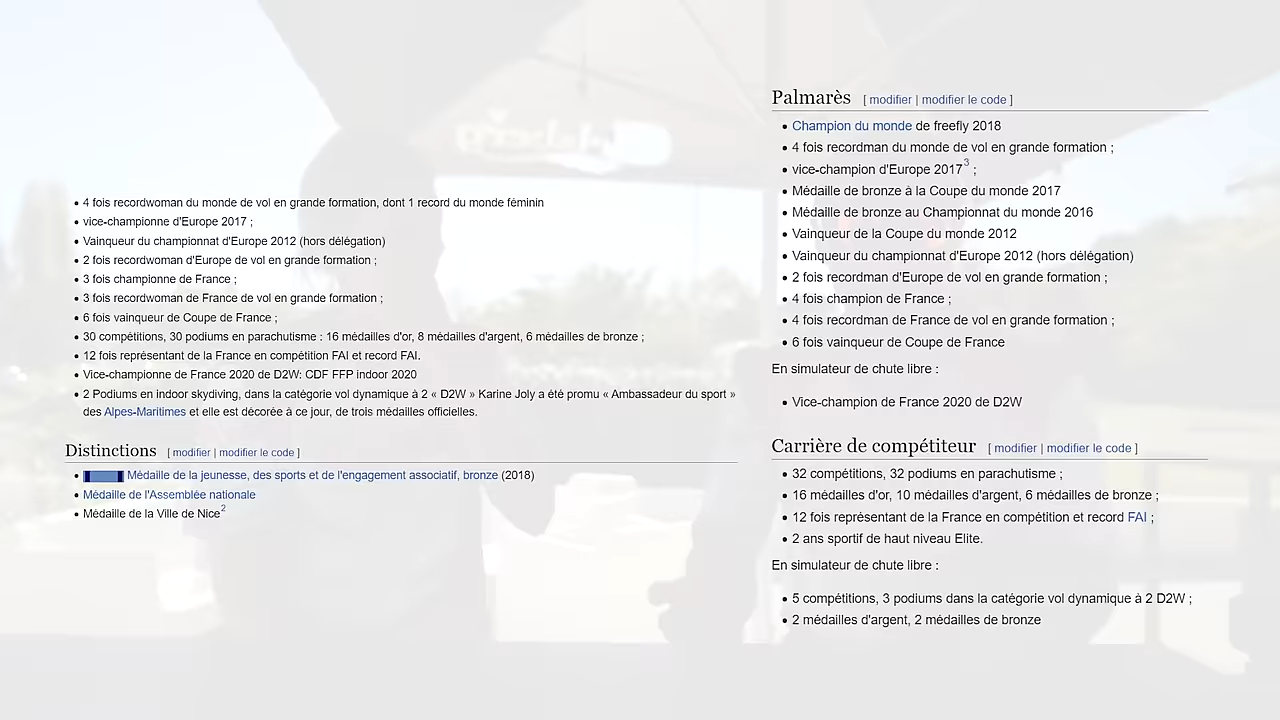 4 fois recordwoman du monde de vol en grande formation, dont 1 record du monde féminin
vice-championne d'Europe 2017 ;
Vainqueur du championnat d'Europe 2012 (hors délégation)
2 fois recordwoman d'Europe de vol en grande formation ;
3 fois championne de France ;
3 fois recordwoman de France de vol en grande formation ;
6 fois vainqueur de Coupe de France ;
30 compétitions, 30 podiums en parachutisme : 16 médailles d'or, 8 médailles d'argent, 6 médailles de bronze ;
12 fois représentant de la France en compétition FAI et record FAI.
Vice-championne de France 2020 de D2W: CDF FFP indoor 2020
2 Podiums en indoor skydiving, dans la catégorie vol dynamique à 2 « D2W » Karine Joly a été promu « Ambassadeur du sport »
des Alpes-Maritimes et elle est décorée à ce jour, de trois médailles officielles.
Distinctions [ modifier | modifier le code ]
Médaille de la jeunesse, des sports et de l'engagement associatif, bronze (2018)
Médaille de l'Assemblée nationale
Médaille de la Ville de Nice2
Palmarès [ modifier | modifier le code ]
Champion du monde de freefly 2018
4 fois recordman du monde de vol en grande formation ;
vice-champion d'Europe 20173 ;
Médaille de bronze à la Coupe du monde 2017
Médaille de bronze au Championnat du monde 2016
Vainqueur de la Coupe du monde 2012
Vainqueur du championnat d'Europe 2012 (hors délégation)
2 fois recordman d'Europe de vol en grande formation ;
4 fois champion de France ;
4 fois recordman de France de vol en grande formation ;
6 fois vainqueur de Coupe de France
En simulateur de chute libre :
Vice-champion de France 2020 de D2W
Carrière de compétiteur [ modifier | modifier le code ]
32 compétitions, 32 podiums en parachutisme ;
16 médailles d'or, 10 médailles d'argent, 6 médailles de bronze ;
12 fois représentant de la France en compétition et record FAI ;
2 ans sportif de haut niveau Elite.
En simulateur de chute libre :
5 compétitions, 3 podiums dans la catégorie vol dynamique à 2 D2W ;
2 médailles d'argent, 2 médailles de bronze